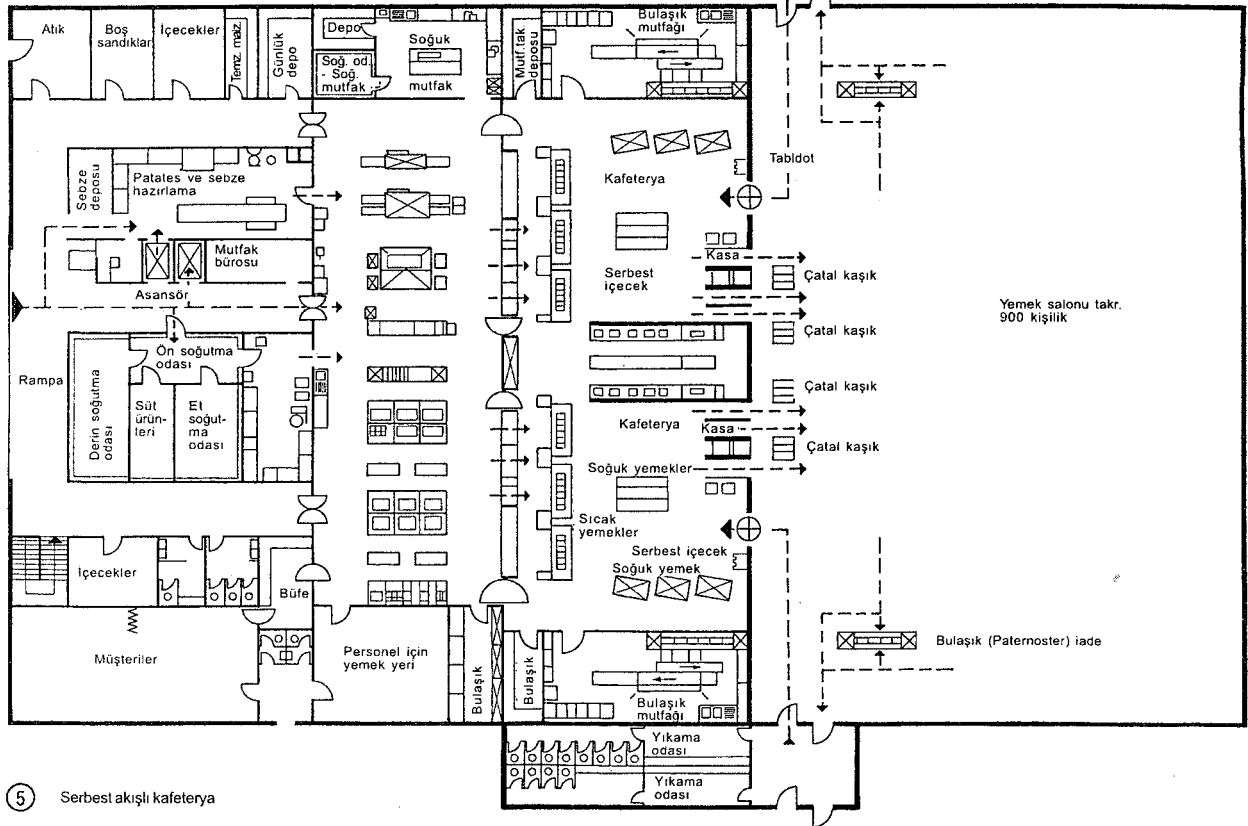 Atık
Boş
sandıklar
İçecekler
Temz. maz.
Günlük
depo
Depo
Soğ. od.
- Soğ.
mutfak
Soğuk
mutfak
Mutf.tak.
deposu
Bulaşık
mutfağı
Sebze
deposu
Patates ve sebze
hazırlama
Mutfak
bürosu
Asansör
Kafeterya
Tabldot
Serbest
içecek
Kasa
Çatal kaşık
Çatal kaşık
Çatal kaşık
Çatal kaşık
Yemek salonu takr.
900 kişilik
Rampa
Derin soğutma
odası
Ön soğutma
odası
Süt
ürün-
leri
Et
soğut-
ma
odası
Kafeterya
Kasa
Soğuk yemekler
Sıcak
yemekler
Serbest içecek
Soğuk yemek
İçecekler
Büfe
Müşteriler
Personel için
yemek yeri
Bulaşık
Bulaşık
Bulaşık
mutfağı
Bulaşık (Paternoster) iade
Yıkama
odası
Yıkama
odası
5 Serbest akışlı kafeterya